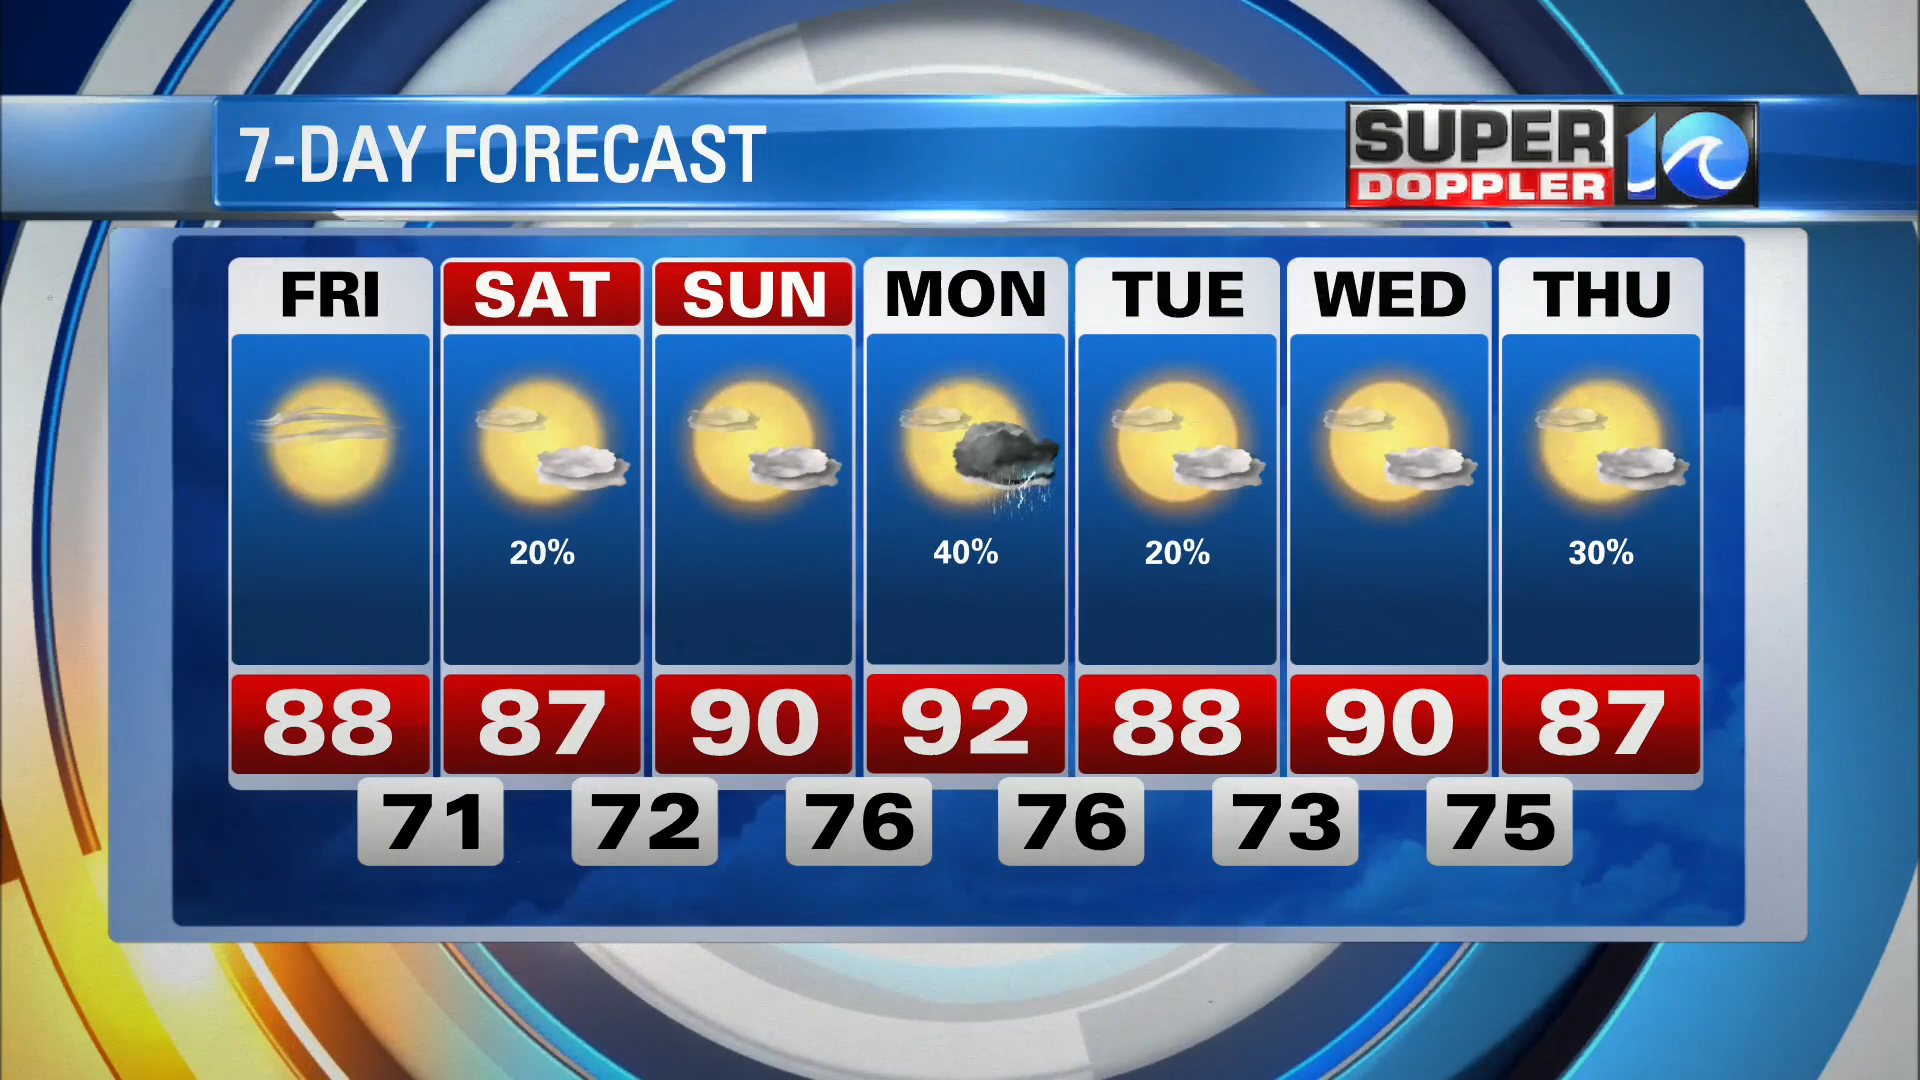 7-DAY FORECAST
SUPER
DOPPLER
10
FRI SAT SUN MON TUE WED THU
20% 40% 20% 30%
88 87 90 92 88 90 87
71 72 76 76 73 75